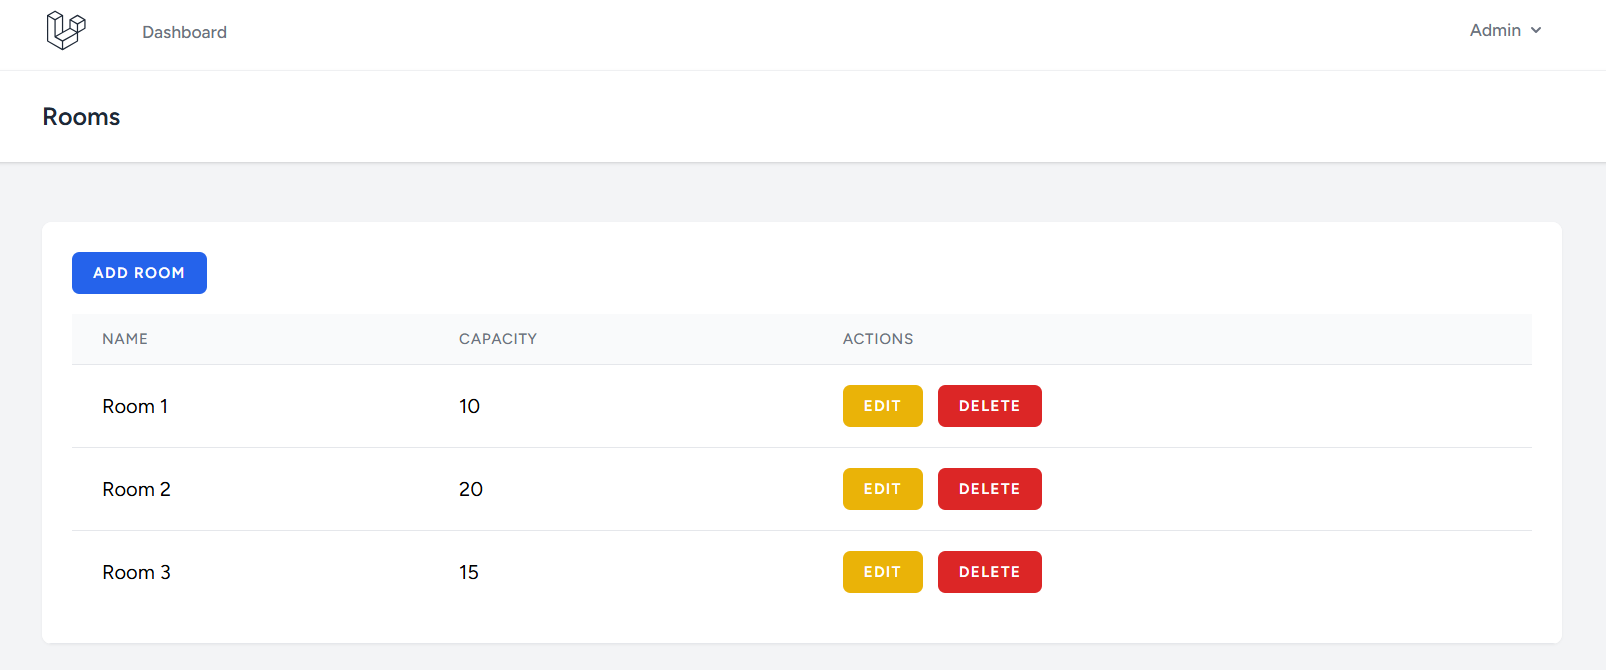 Dashboard Admin
Rooms
ADD ROOM
NAME CAPACITY ACTIONS
Room 1 10 EDIT DELETE
Room 2 20 EDIT DELETE
Room 3 15 EDIT DELETE